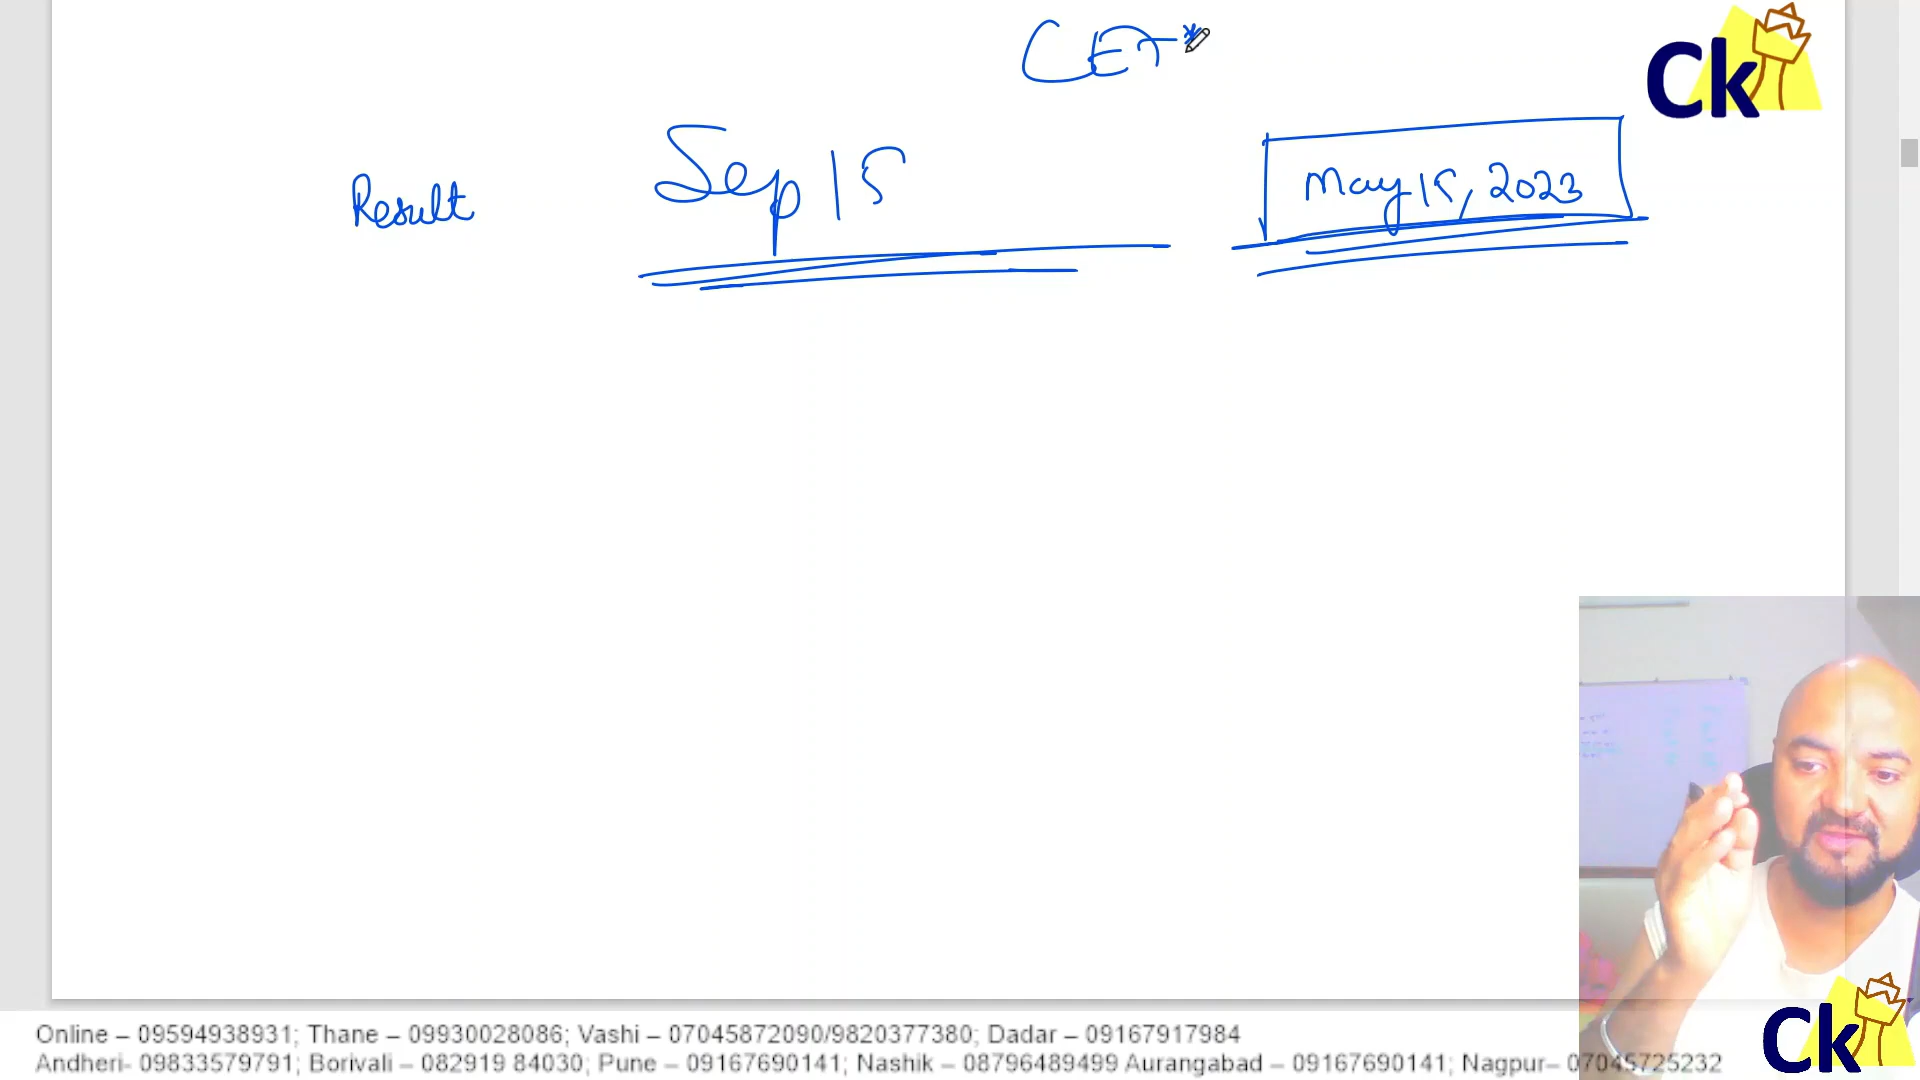 CET*
Ck
Result Sep 15 May 15, 2023
Ck
Online – 09594938931; Thane – 09930028086; Vashi – 07045872090/9820377380; Dadar – 09167917984
Andheri- 09833579791; Borivali – 082919 84030; Pune – 09167690141; Nashik – 08796489499 Aurangabad – 09167690141; Nagpur– 07045725232